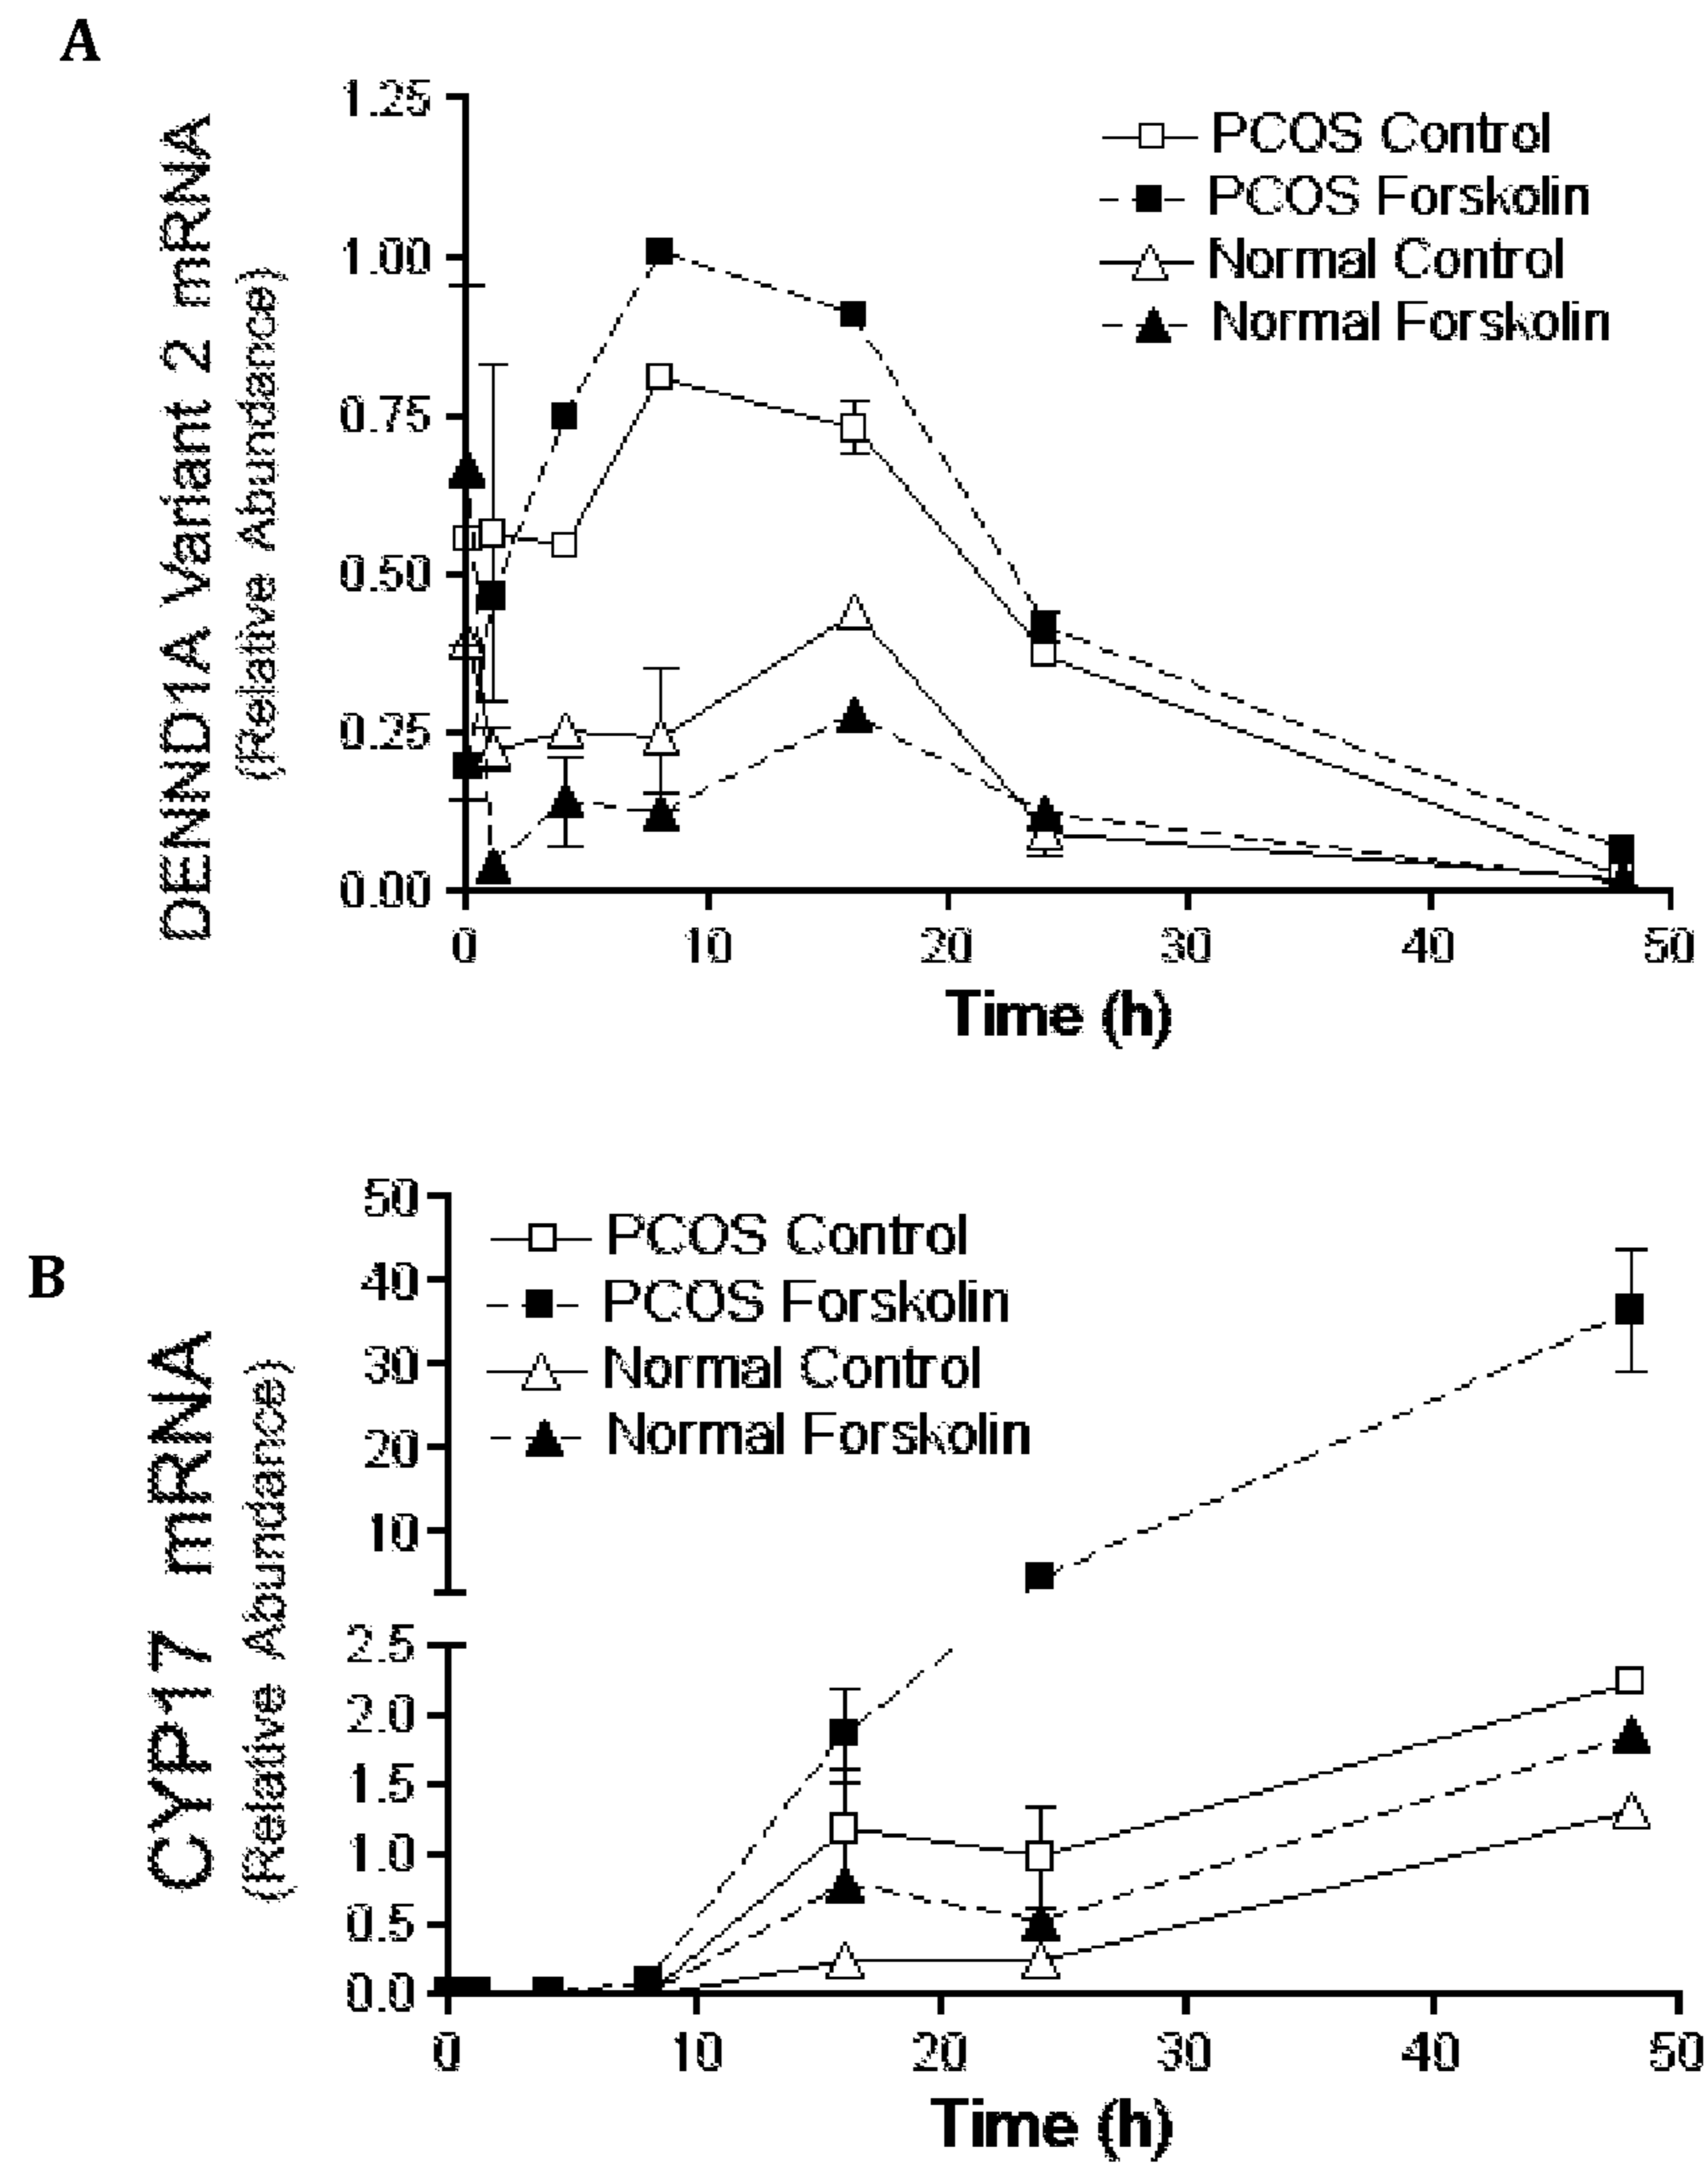 A
DENND1A Variant 2 mRNA
(Relative Abundance)
1.25
1.00
0.75
0.50
0.25
0.00
PCOS Control
PCOS Forskolin
Normal Control
Normal Forskolin
0 10 20 30 40 50
Time (h)
B
CYP17 mRNA
(Relative Abundance)
50
40
30
20
10
2.5
2.0
1.5
1.0
0.5
0.0
PCOS Control
PCOS Forskolin
Normal Control
Normal Forskolin
0 10 20 30 40 50
Time (h)